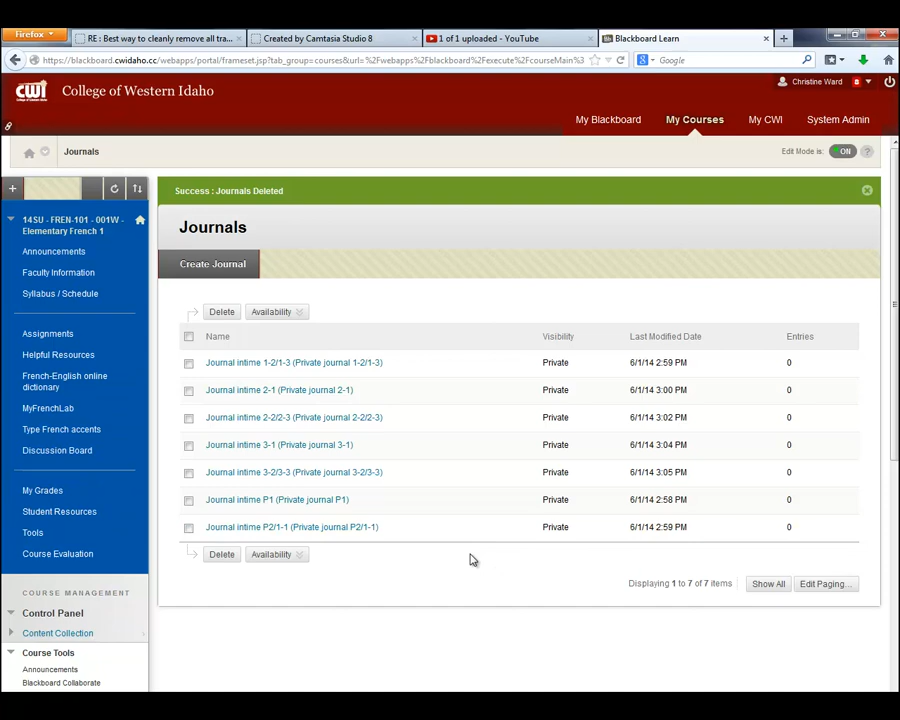 Firefox
RE : Best way to cleanly remove all tra...
Created by Camtasia Studio 8
1 of 1 uploaded - YouTube
Blackboard Learn
https://blackboard.cwidaho.cc/webapps/portal/frameset.jsp?tab_group=courses&url=%2Fwebapps%2Fblackboard%2Fexecute%2FcourseMain%3
Google
CWI
College of Western Idaho
Christine Ward
8
My Blackboard
My Courses
My CWI
System Admin
Journals
Edit Mode is:
ON
?
14SU - FREN-101 - 001W -
Elementary French 1
Announcements
Faculty Information
Syllabus / Schedule
Assignments
Helpful Resources
French-English online
dictionary
MyFrenchLab
Type French accents
Discussion Board
My Grades
Student Resources
Tools
Course Evaluation
COURSE MANAGEMENT
Control Panel
Content Collection
Course Tools
Announcements
Blackboard Collaborate
Success : Journals Deleted
Journals
Create Journal
Delete
Availability
Name
Visibility
Last Modified Date
Entries
Journal intime 1-2/1-3 (Private journal 1-2/1-3) Private 6/1/14 2:59 PM 0
Journal intime 2-1 (Private journal 2-1) Private 6/1/14 3:00 PM 0
Journal intime 2-2/2-3 (Private journal 2-2/2-3) Private 6/1/14 3:02 PM 0
Journal intime 3-1 (Private journal 3-1) Private 6/1/14 3:04 PM 0
Journal intime 3-2/3-3 (Private journal 3-2/3-3) Private 6/1/14 3:05 PM 0
Journal intime P1 (Private journal P1) Private 6/1/14 2:58 PM 0
Journal intime P2/1-1 (Private journal P2/1-1) Private 6/1/14 2:59 PM 0
Delete
Availability
Displaying 1 to 7 of 7 items
Show All
Edit Paging...